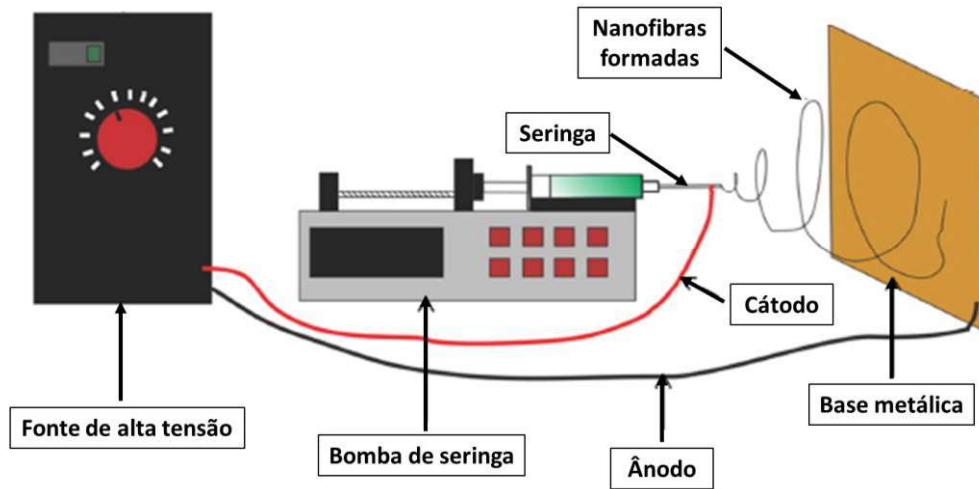 Nanofibras
formadas
Seringa
Cátodo
Fonte de alta tensão
Bomba de seringa
Ânodo
Base metálica